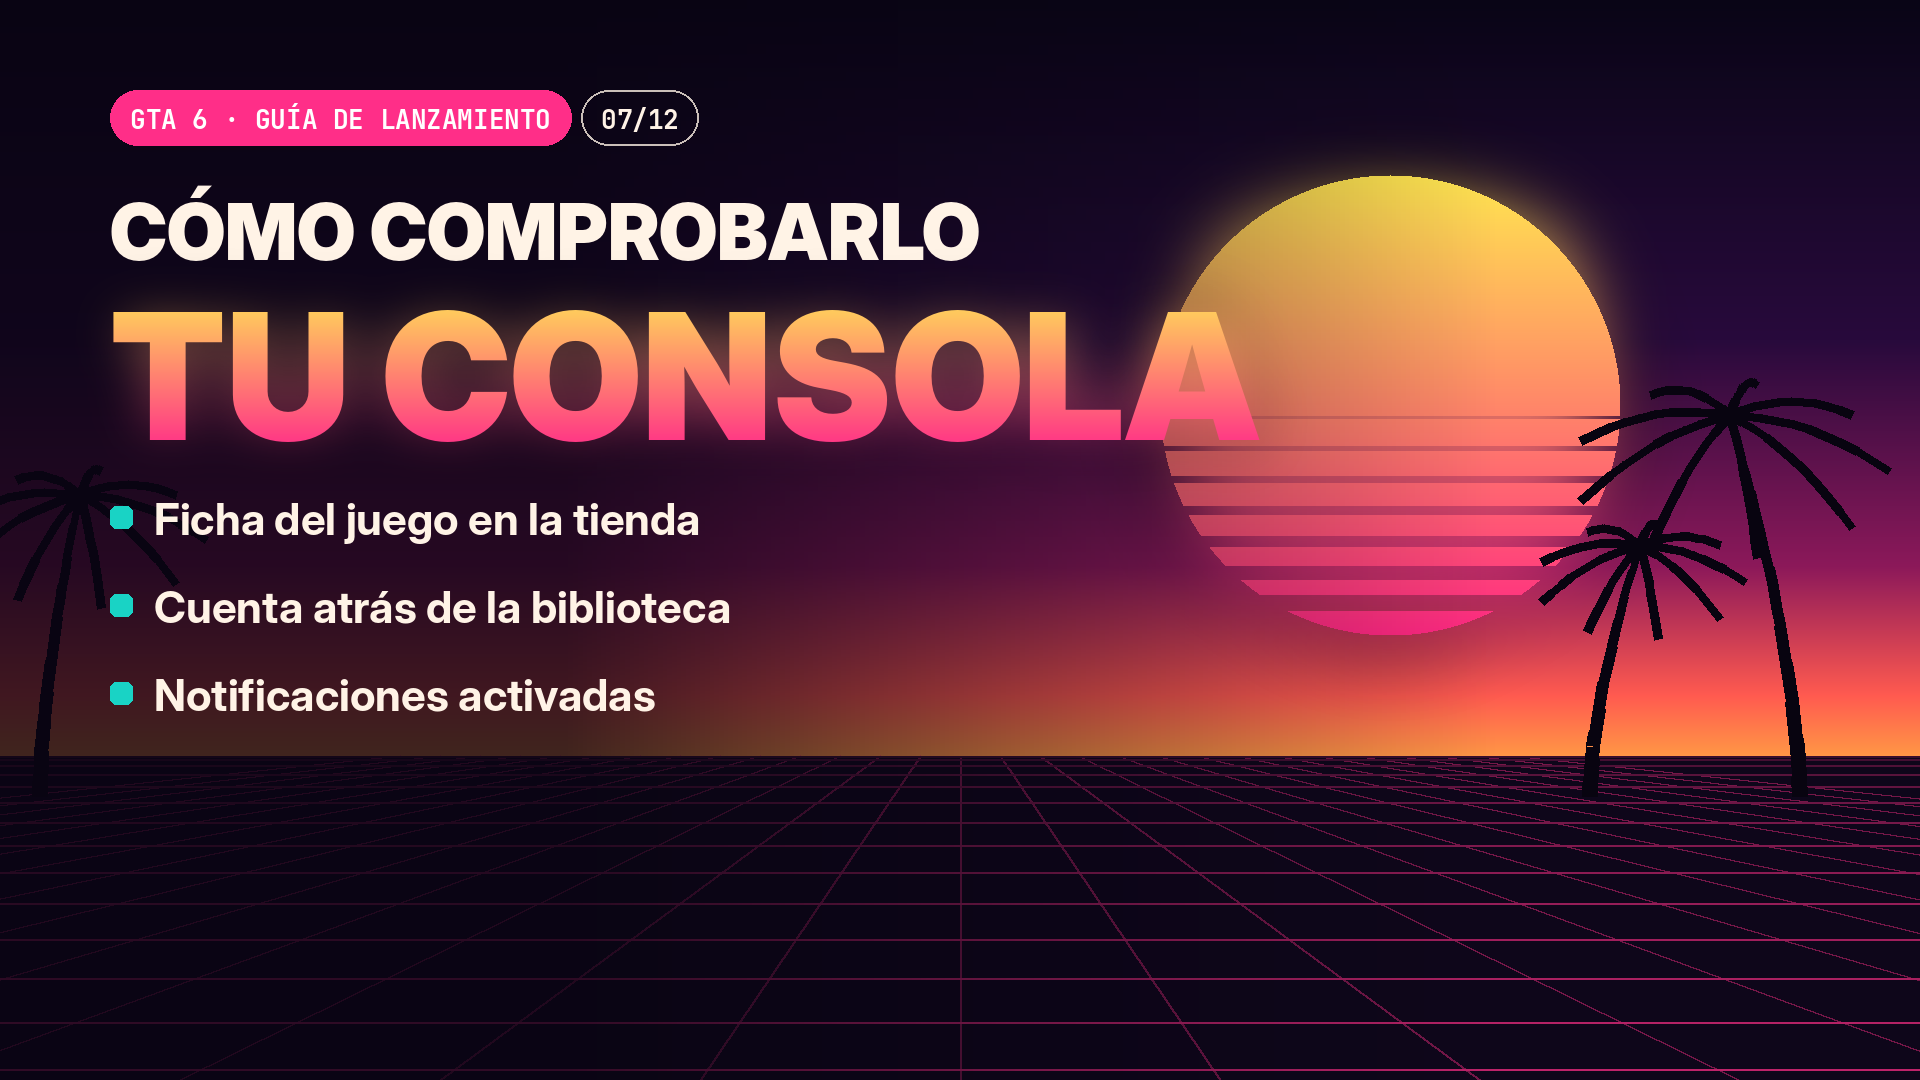 GTA 6 · GUÍA DE LANZAMIENTO 07/12
CÓMO COMPROBARLO
TU CONSOLA
Ficha del juego en la tienda
Cuenta atrás de la biblioteca
Notificaciones activadas